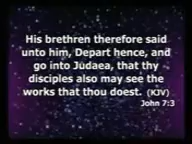 His brethren therefore said
unto him, Depart hence, and
go into Judaea, that thy
disciples also may see the
works that thou doest. (KJV)
John 7:3